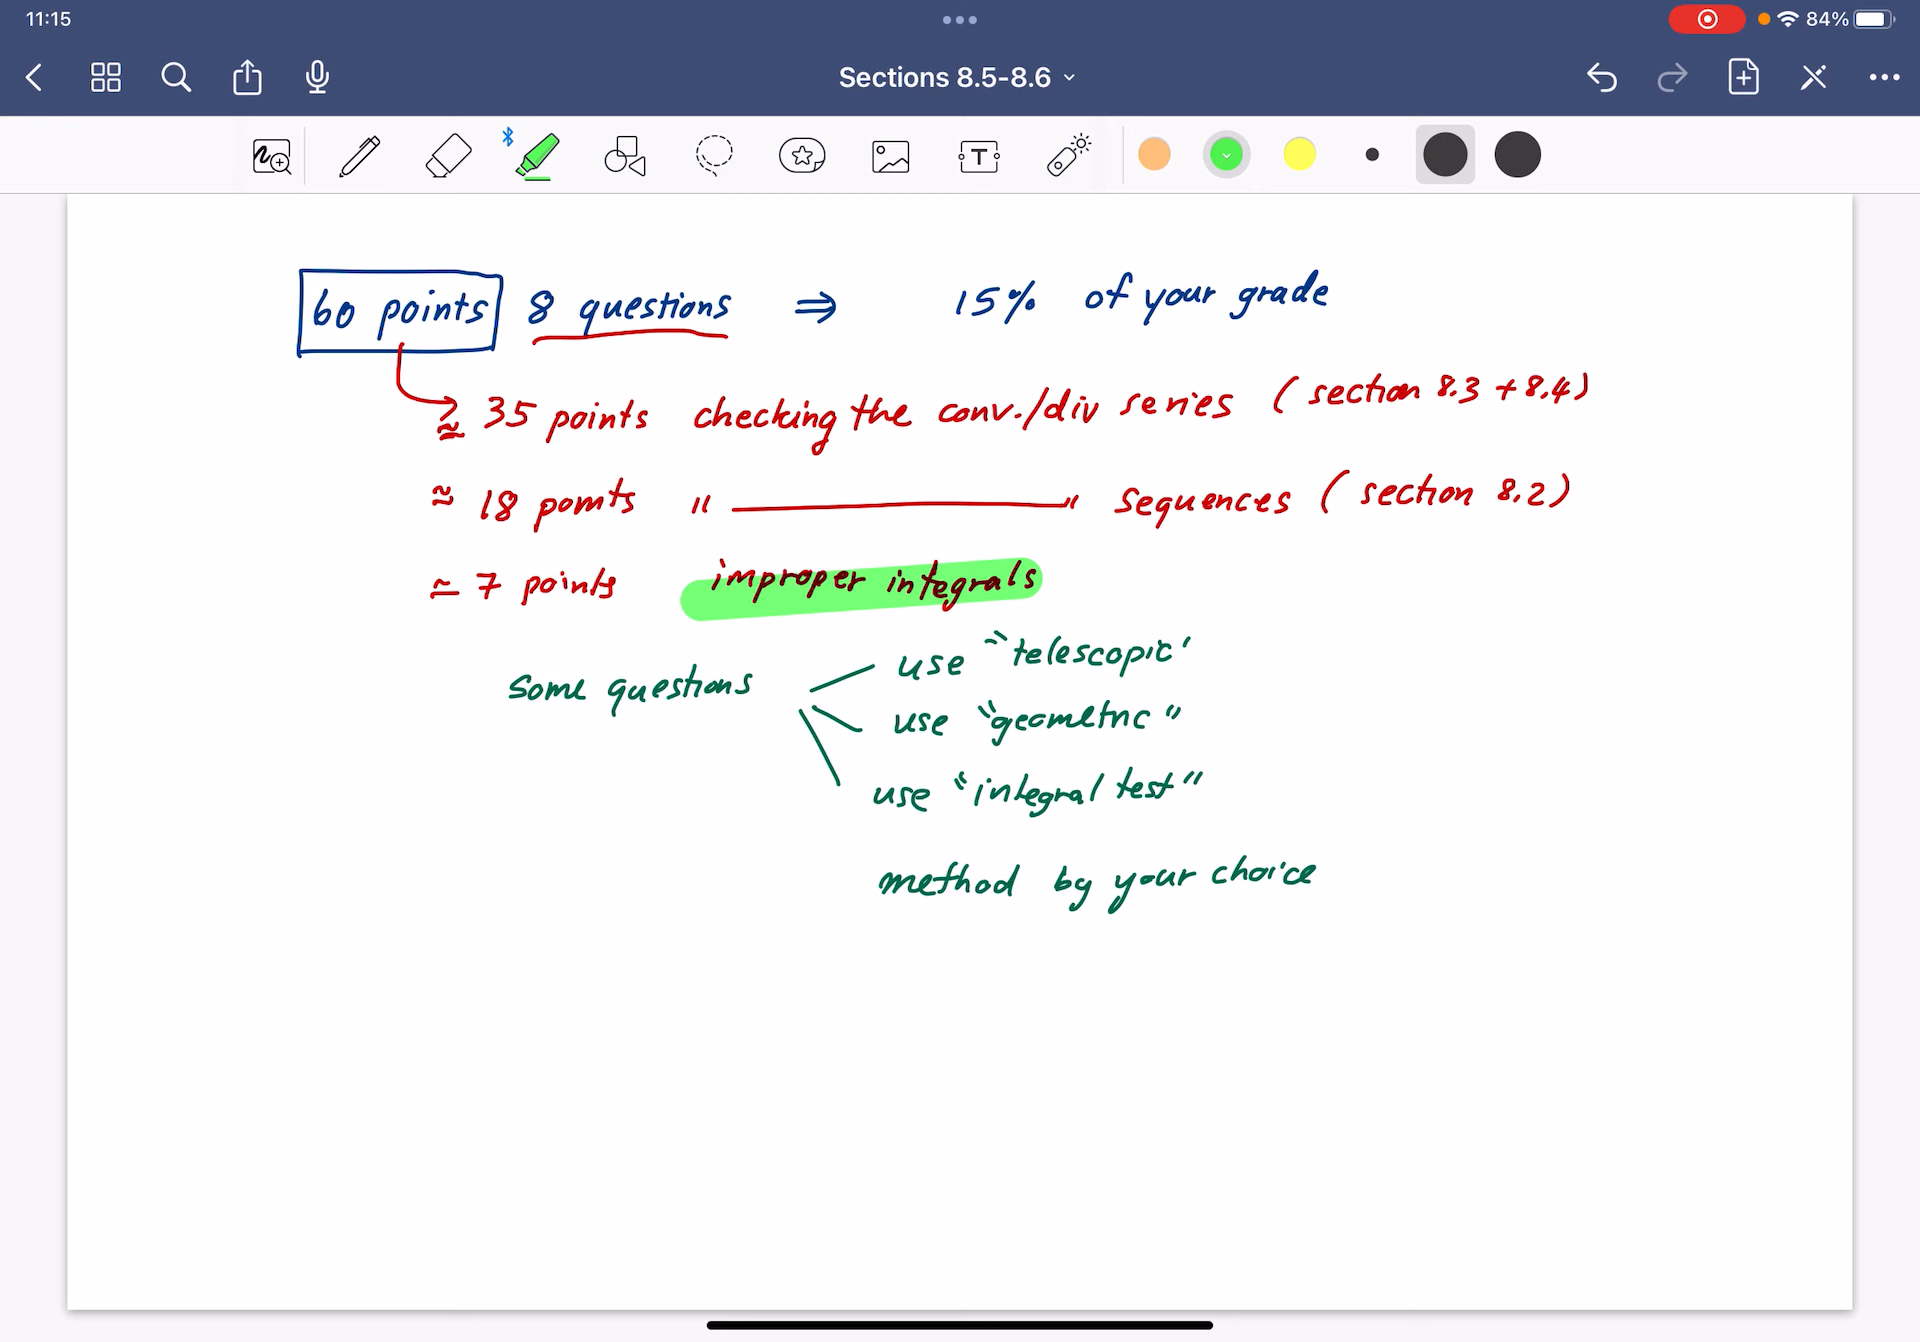 11:15
84%
Sections 8.5-8.6
T
60 points 8 questions ⇒ 15% of your grade
≅ 35 points checking the conv./div series (section 8.3 + 8.4)
≈ 18 points " ———— " sequences (section 8.2)
≃ 7 points improper integrals
some questions
use "telescopic"
use "geometric"
use "integral test"
method by your choice